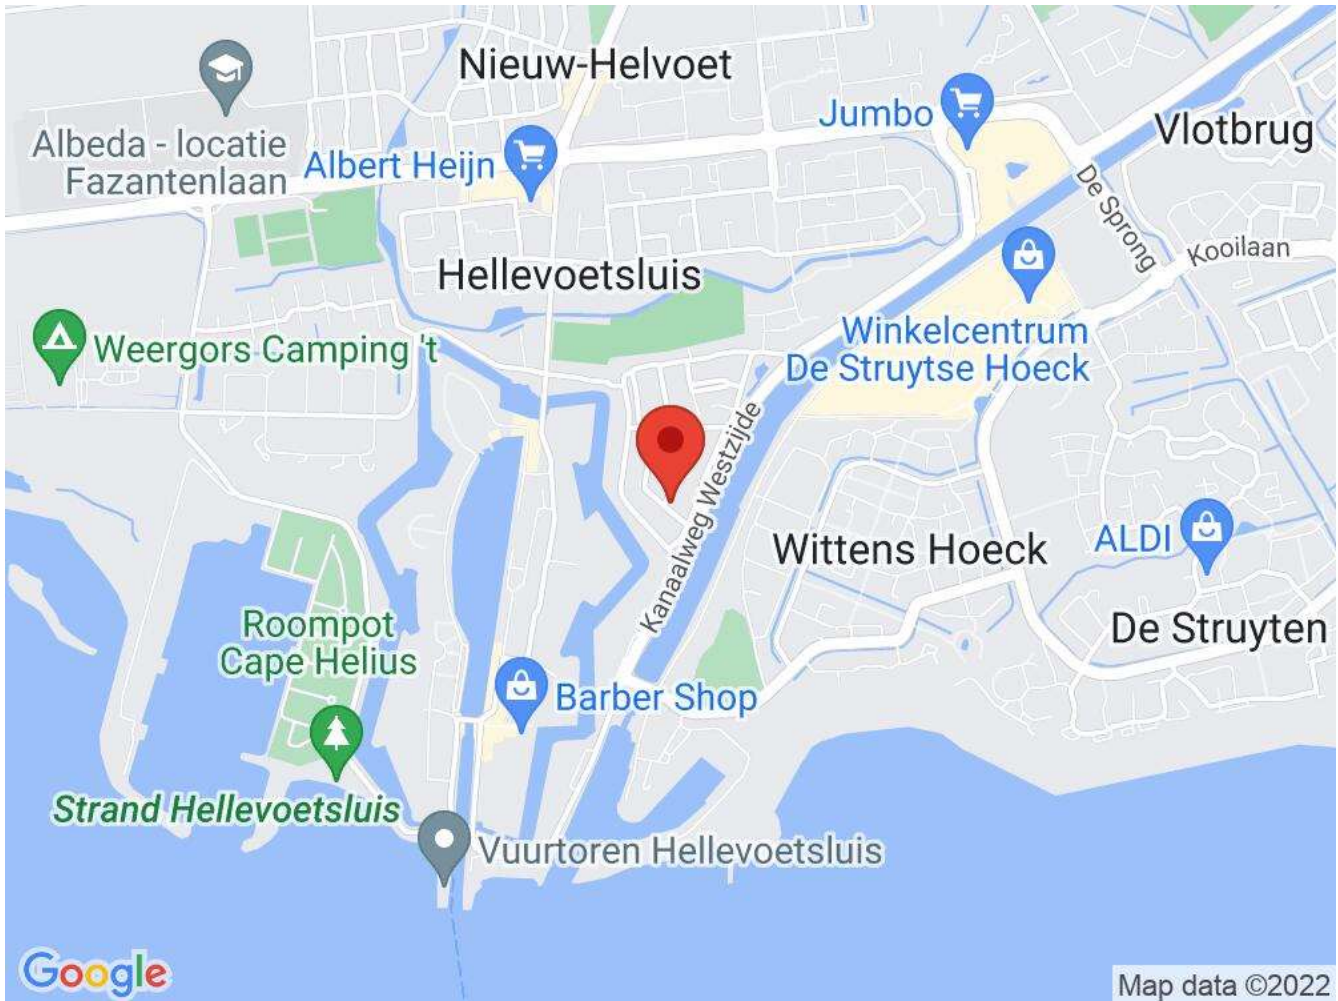 Nieuw-Helvoet
Jumbo
Vlotbrug
Albeda - locatie
Fazantenlaan
Albert Heijn
De Sprong
Kooilaan
Hellevoetsluis
Winkelcentrum
De Struytse Hoeck
Weergors Camping 't
Kanaalweg Westzijde
Wittens Hoeck
ALDI
De Struyten
Roompot
Cape Helius
Barber Shop
Strand Hellevoetsluis
Vuurtoren Hellevoetsluis
Google
Map data ©2022